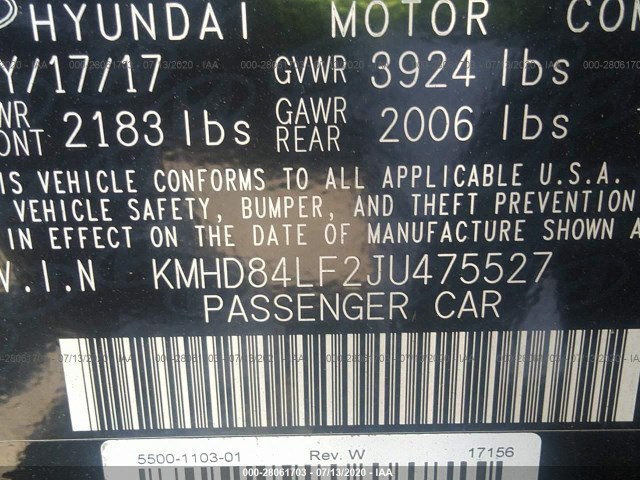 HYUNDAI MOTOR CO
Y/17/17 GVWR 3924 lbs
WR GAWR
ONT 2183 lbs REAR 2006 lbs
IS VEHICLE CONFORMS TO ALL APPLICABLE U.S.A.
VEHICLE SAFETY, BUMPER, AND THEFT PREVENTION
IN EFFECT ON THE DATE OF MANUFACTURE SHOWN A
V.I.N KMHD84LF2JU475527
PASSENGER CAR
5500-1103-01 Rev. W 17156
000-28061703 - 07/13/2020 - IAA